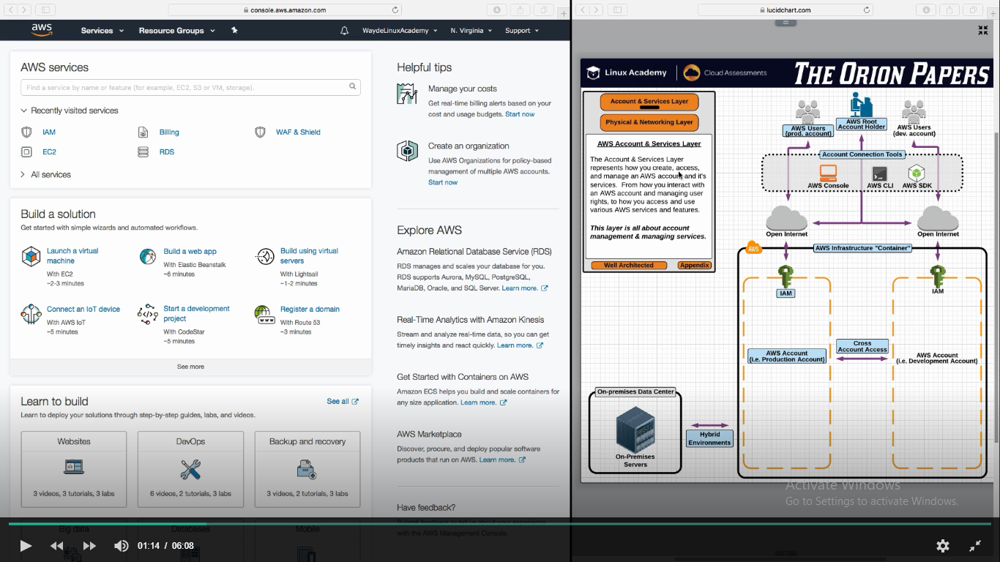 console.aws.amazon.com
aws
Services
Resource Groups
WaydeLinuxAcademy
N. Virginia
Support
AWS services
Find a service by name or feature (for example, EC2, S3 or VM, storage).
Recently visited services
IAM
Billing
WAF & Shield
EC2
RDS
All services
Build a solution
Get started with simple wizards and automated workflows.
Launch a virtual
machine
With EC2
~2-3 minutes
Build a web app
With Elastic Beanstalk
~6 minutes
Build using virtual
servers
With Lightsail
~1-2 minutes
Connect an IoT device
With AWS IoT
~5 minutes
Start a development
project
With CodeStar
~5 minutes
Register a domain
With Route 53
~3 minutes
See more
Learn to build
See all
Learn to deploy your solutions through step-by-step guides, labs, and videos.
Websites
3 videos, 3 tutorials, 3 labs
DevOps
6 videos, 2 tutorials, 3 labs
Backup and recovery
3 videos, 2 tutorials, 3 labs
Big data
Databases
Mobile
Helpful tips
Manage your costs
Get real-time billing alerts based on your
cost and usage budgets. Start now
Create an organization
Use AWS Organizations for policy-based
management of multiple AWS accounts.
Start now
Explore AWS
Amazon Relational Database Service (RDS)
RDS manages and scales your database for you.
RDS supports Aurora, MySQL, PostgreSQL,
MariaDB, Oracle, and SQL Server. Learn more.
Real-Time Analytics with Amazon Kinesis
Stream and analyze real-time data, so you can get
timely insights and react quickly. Learn more.
Get Started with Containers on AWS
Amazon ECS helps you build and scale containers for
any size application. Learn more.
AWS Marketplace
Discover, procure, and deploy popular software
products that run on AWS. Learn more.
Have feedback?
Submit feedback to tell us about your experience
with the AWS Management Console.
lucidchart.com
Linux Academy
Cloud Assessments
THE ORION PAPERS
Account & Services Layer
Physical & Networking Layer
AWS Account & Services Layer
The Account & Services Layer
represents how you create, access,
and manage an AWS account and it's
services. From how you interact with
an AWS account and managing user
rights, to how you access and use
various AWS services and features.
This layer is all about account
management & managing services.
Well Architected
Appendix
AWS Users
(prod. account)
AWS Root
Account Holder
AWS Users
(dev. account)
Account Connection Tools
AWS Console
AWS CLI
AWS SDK
Open Internet
Open Internet
AWS
AWS Infrastructure "Container"
IAM
IAM
AWS Account
(i.e. Production Account)
Cross
Account Access
AWS Account
(i.e. Development Account)
On-premises Data Center
On-Premises
Servers
Hybrid
Environments
Activate Windows
Go to Settings to activate Windows.
01:14 / 06:08